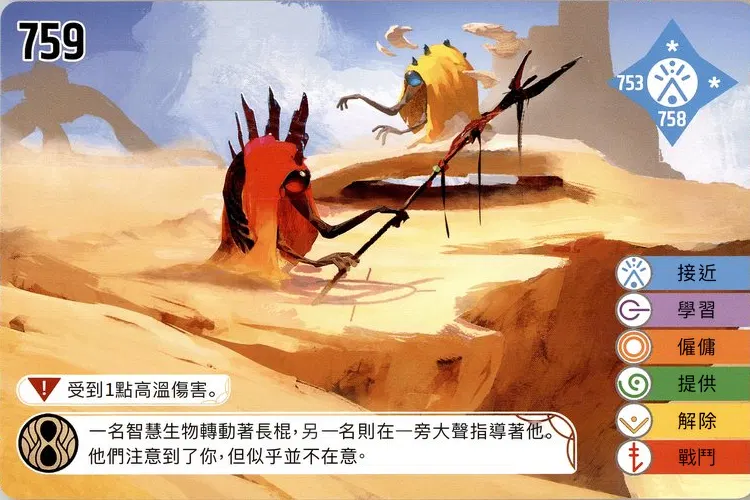 759
*
753
*
758
接近
學習
僱傭
提供
解除
戰鬥
! 受到1點高溫傷害。
一名智慧生物轉動著長棍,另一名則在一旁大聲指導著他。
他們注意到了你,但似乎並不在意。